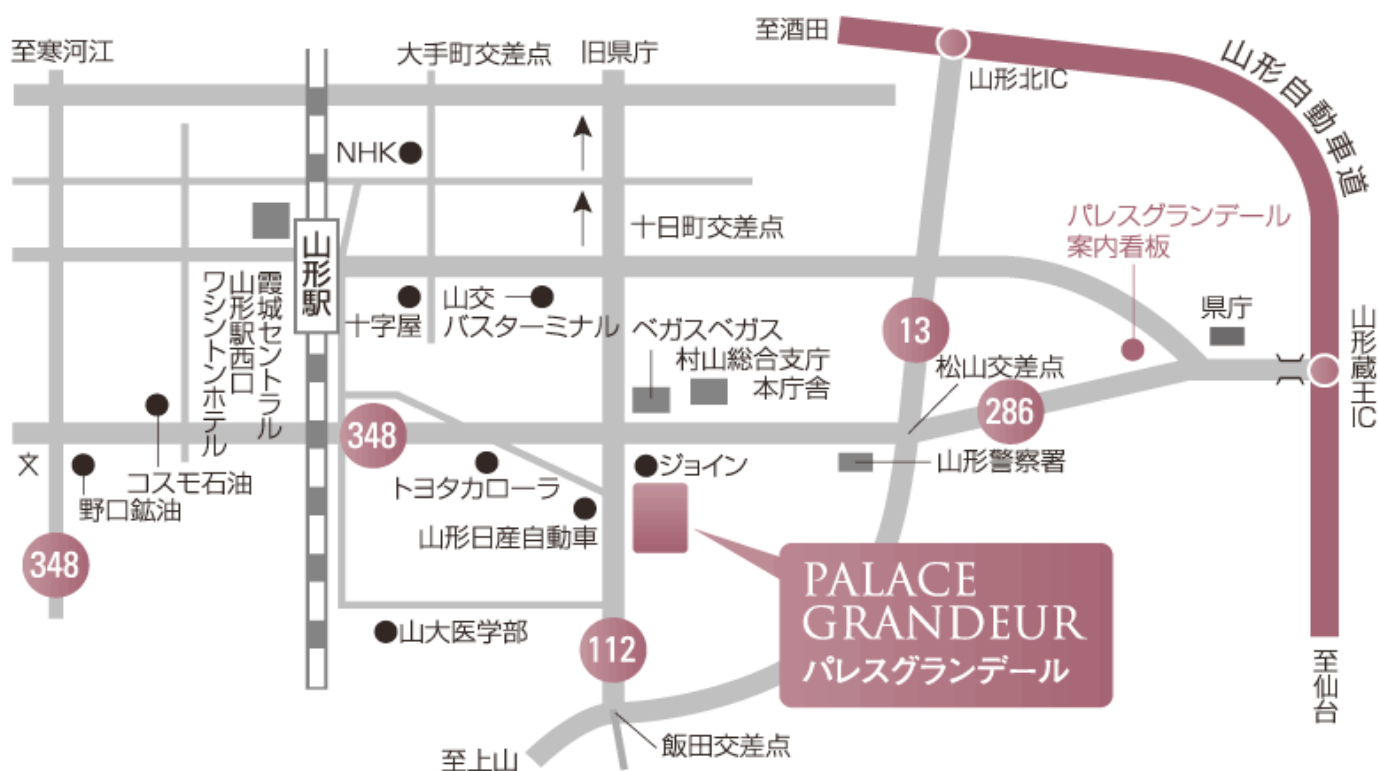 至寒河江
大手町交差点
旧県庁
至酒田
山形北IC
山形自動車道
NHK
十日町交差点
パレスグランデール
案内看板
山形駅
霞城セントラル
山形駅西口
ワシントンホテル
十字屋
山交
バスターミナル
ベガスベガス
村山総合支庁
本庁舎
13
松山交差点
県庁
山形蔵王IC
286
348
文
コスモ石油
野口鉱油
トヨタカローラ
ジョイン
山形警察署
山形日産自動車
348
PALACE
GRANDEUR
パレスグランデール
山大医学部
112
至仙台
飯田交差点
至上山